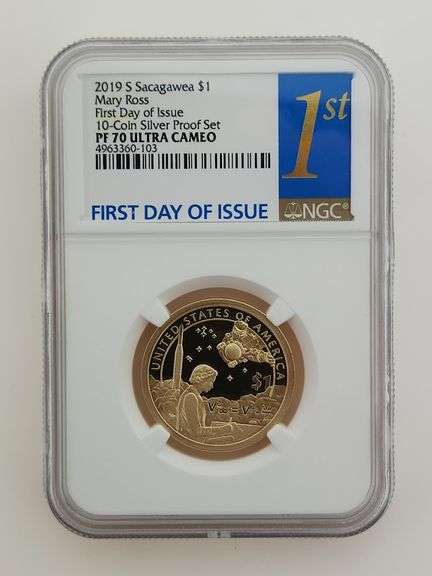 2019 S Sacagawea $1
Mary Ross
First Day of Issue
10-Coin Silver Proof Set
PF 70 ULTRA CAMEO
4963360-103
1st
FIRST DAY OF ISSUE
NGC®
UNITED STATES OF AMERICA
$1